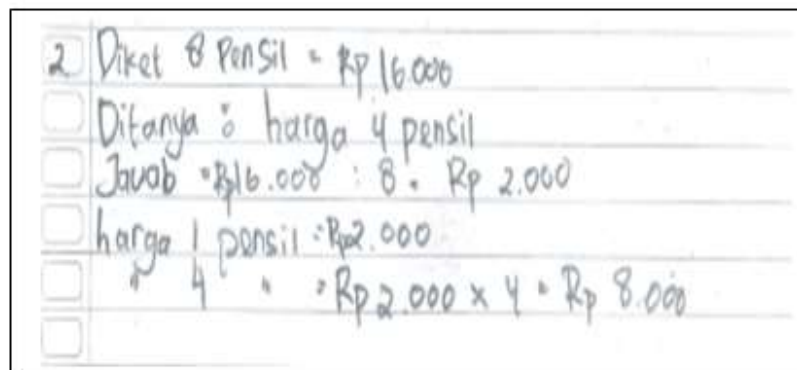 2 Diket 8 Pensil = Rp 16.000
Ditanya : harga 4 pensil
Jawab = Rp16.000 : 8 = Rp 2.000
harga 1 pensil = Rp2.000
" 4 " = Rp 2.000 x 4 = Rp 8.000